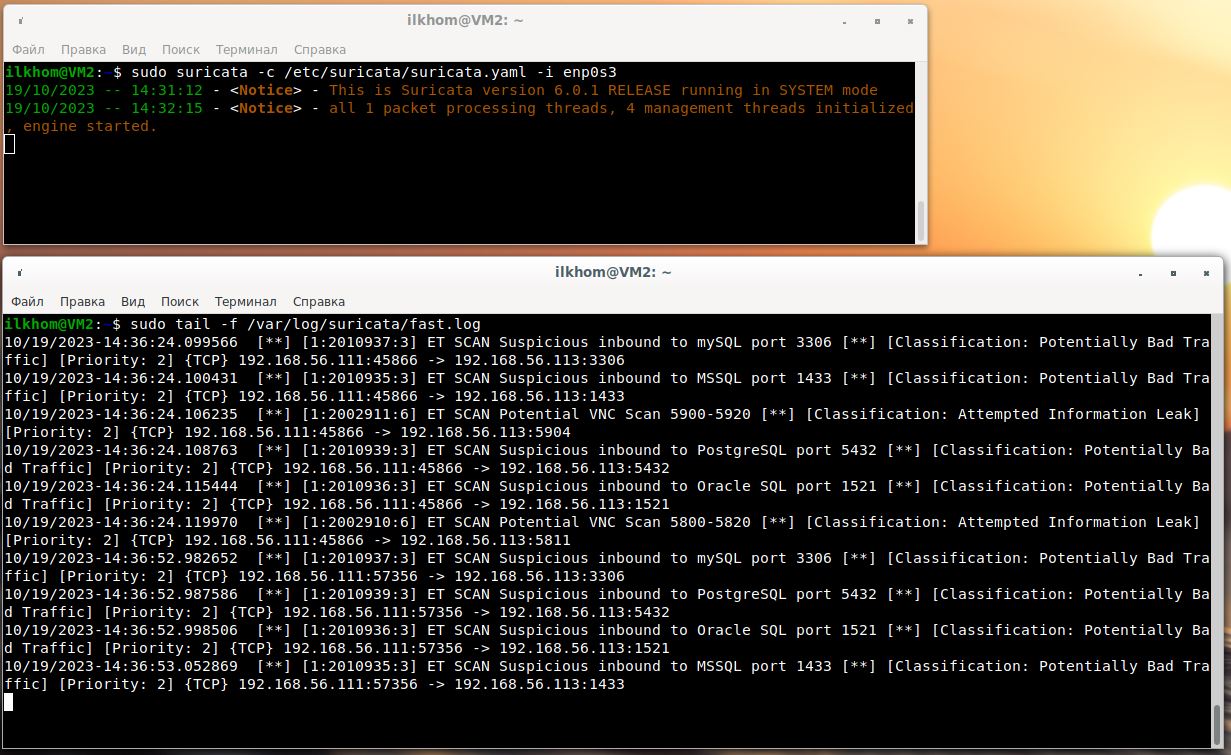 ilkhom@VM2: ~
Файл Правка Вид Поиск Терминал Справка
ilkhom@VM2:~$ sudo suricata -c /etc/suricata/suricata.yaml -i enp0s3
19/10/2023 -- 14:31:12 - <Notice> - This is Suricata version 6.0.1 RELEASE running in SYSTEM mode
19/10/2023 -- 14:32:15 - <Notice> - all 1 packet processing threads, 4 management threads initialized
, engine started.
ilkhom@VM2: ~
Файл Правка Вид Поиск Терминал Справка
ilkhom@VM2:~$ sudo tail -f /var/log/suricata/fast.log
10/19/2023-14:36:24.099566  [**] [1:2010937:3] ET SCAN Suspicious inbound to mySQL port 3306 [**] [Classification: Potentially Bad Tra
ffic] [Priority: 2] {TCP} 192.168.56.111:45866 -> 192.168.56.113:3306
10/19/2023-14:36:24.100431  [**] [1:2010935:3] ET SCAN Suspicious inbound to MSSQL port 1433 [**] [Classification: Potentially Bad Tra
ffic] [Priority: 2] {TCP} 192.168.56.111:45866 -> 192.168.56.113:1433
10/19/2023-14:36:24.106235  [**] [1:2002911:6] ET SCAN Potential VNC Scan 5900-5920 [**] [Classification: Attempted Information Leak]
[Priority: 2] {TCP} 192.168.56.111:45866 -> 192.168.56.113:5904
10/19/2023-14:36:24.108763  [**] [1:2010939:3] ET SCAN Suspicious inbound to PostgreSQL port 5432 [**] [Classification: Potentially Ba
d Traffic] [Priority: 2] {TCP} 192.168.56.111:45866 -> 192.168.56.113:5432
10/19/2023-14:36:24.115444  [**] [1:2010936:3] ET SCAN Suspicious inbound to Oracle SQL port 1521 [**] [Classification: Potentially Ba
d Traffic] [Priority: 2] {TCP} 192.168.56.111:45866 -> 192.168.56.113:1521
10/19/2023-14:36:24.119970  [**] [1:2002910:6] ET SCAN Potential VNC Scan 5800-5820 [**] [Classification: Attempted Information Leak]
[Priority: 2] {TCP} 192.168.56.111:45866 -> 192.168.56.113:5811
10/19/2023-14:36:52.982652  [**] [1:2010937:3] ET SCAN Suspicious inbound to mySQL port 3306 [**] [Classification: Potentially Bad Tra
ffic] [Priority: 2] {TCP} 192.168.56.111:57356 -> 192.168.56.113:3306
10/19/2023-14:36:52.987586  [**] [1:2010939:3] ET SCAN Suspicious inbound to PostgreSQL port 5432 [**] [Classification: Potentially Ba
d Traffic] [Priority: 2] {TCP} 192.168.56.111:57356 -> 192.168.56.113:5432
10/19/2023-14:36:52.998506  [**] [1:2010936:3] ET SCAN Suspicious inbound to Oracle SQL port 1521 [**] [Classification: Potentially Ba
d Traffic] [Priority: 2] {TCP} 192.168.56.111:57356 -> 192.168.56.113:1521
10/19/2023-14:36:53.052869  [**] [1:2010935:3] ET SCAN Suspicious inbound to MSSQL port 1433 [**] [Classification: Potentially Bad Tra
ffic] [Priority: 2] {TCP} 192.168.56.111:57356 -> 192.168.56.113:1433